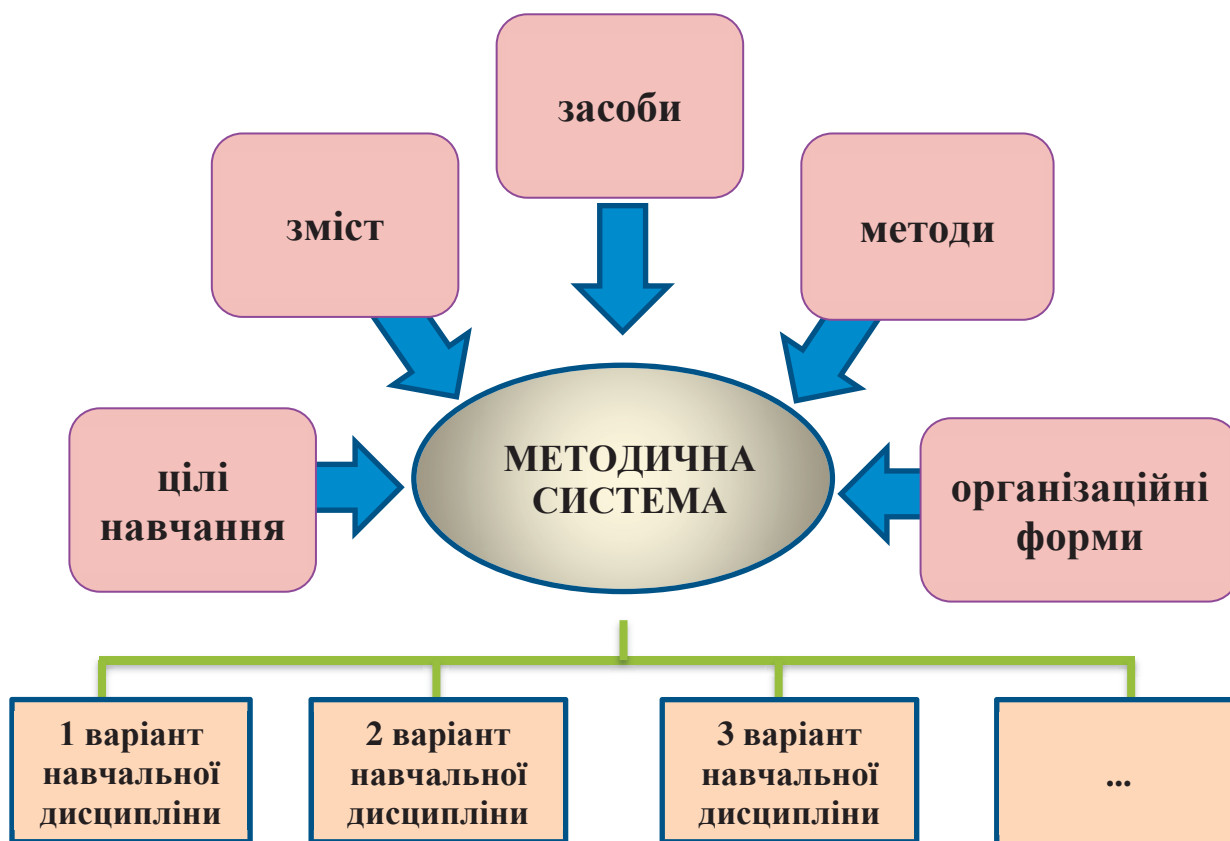 засоби
зміст
методи
цілі
навчання
МЕТОДИЧНА
СИСТЕМА
організаційні
форми
1 варіант
навчальної
дисципліни
2 варіант
навчальної
дисципліни
3 варіант
навчальної
дисципліни
...